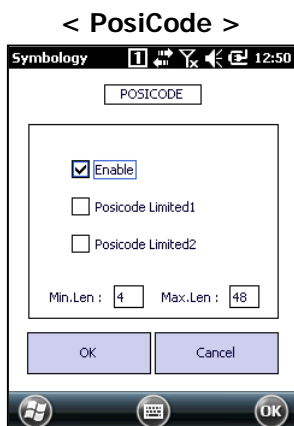 < PosiCode >
Symbology 1 12:50
POSICODE
Enable
Posicode Limited1
Posicode Limited2
Min.Len : 4 Max.Len : 48
OK Cancel
OK